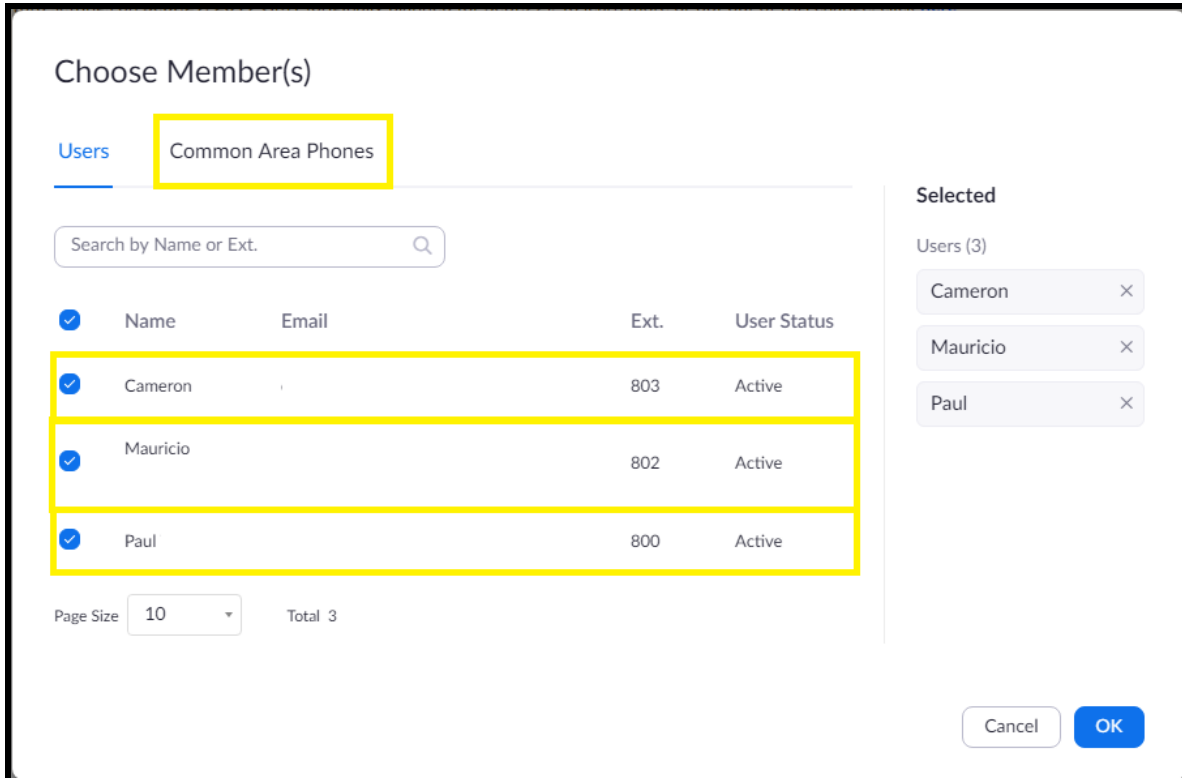 Choose Member(s)
Users Common Area Phones
Search by Name or Ext.
Name Email Ext. User Status
Cameron 803 Active
Mauricio 802 Active
Paul 800 Active
Page Size 10 Total 3
Selected
Users (3)
Cameron
Mauricio
Paul
Cancel OK